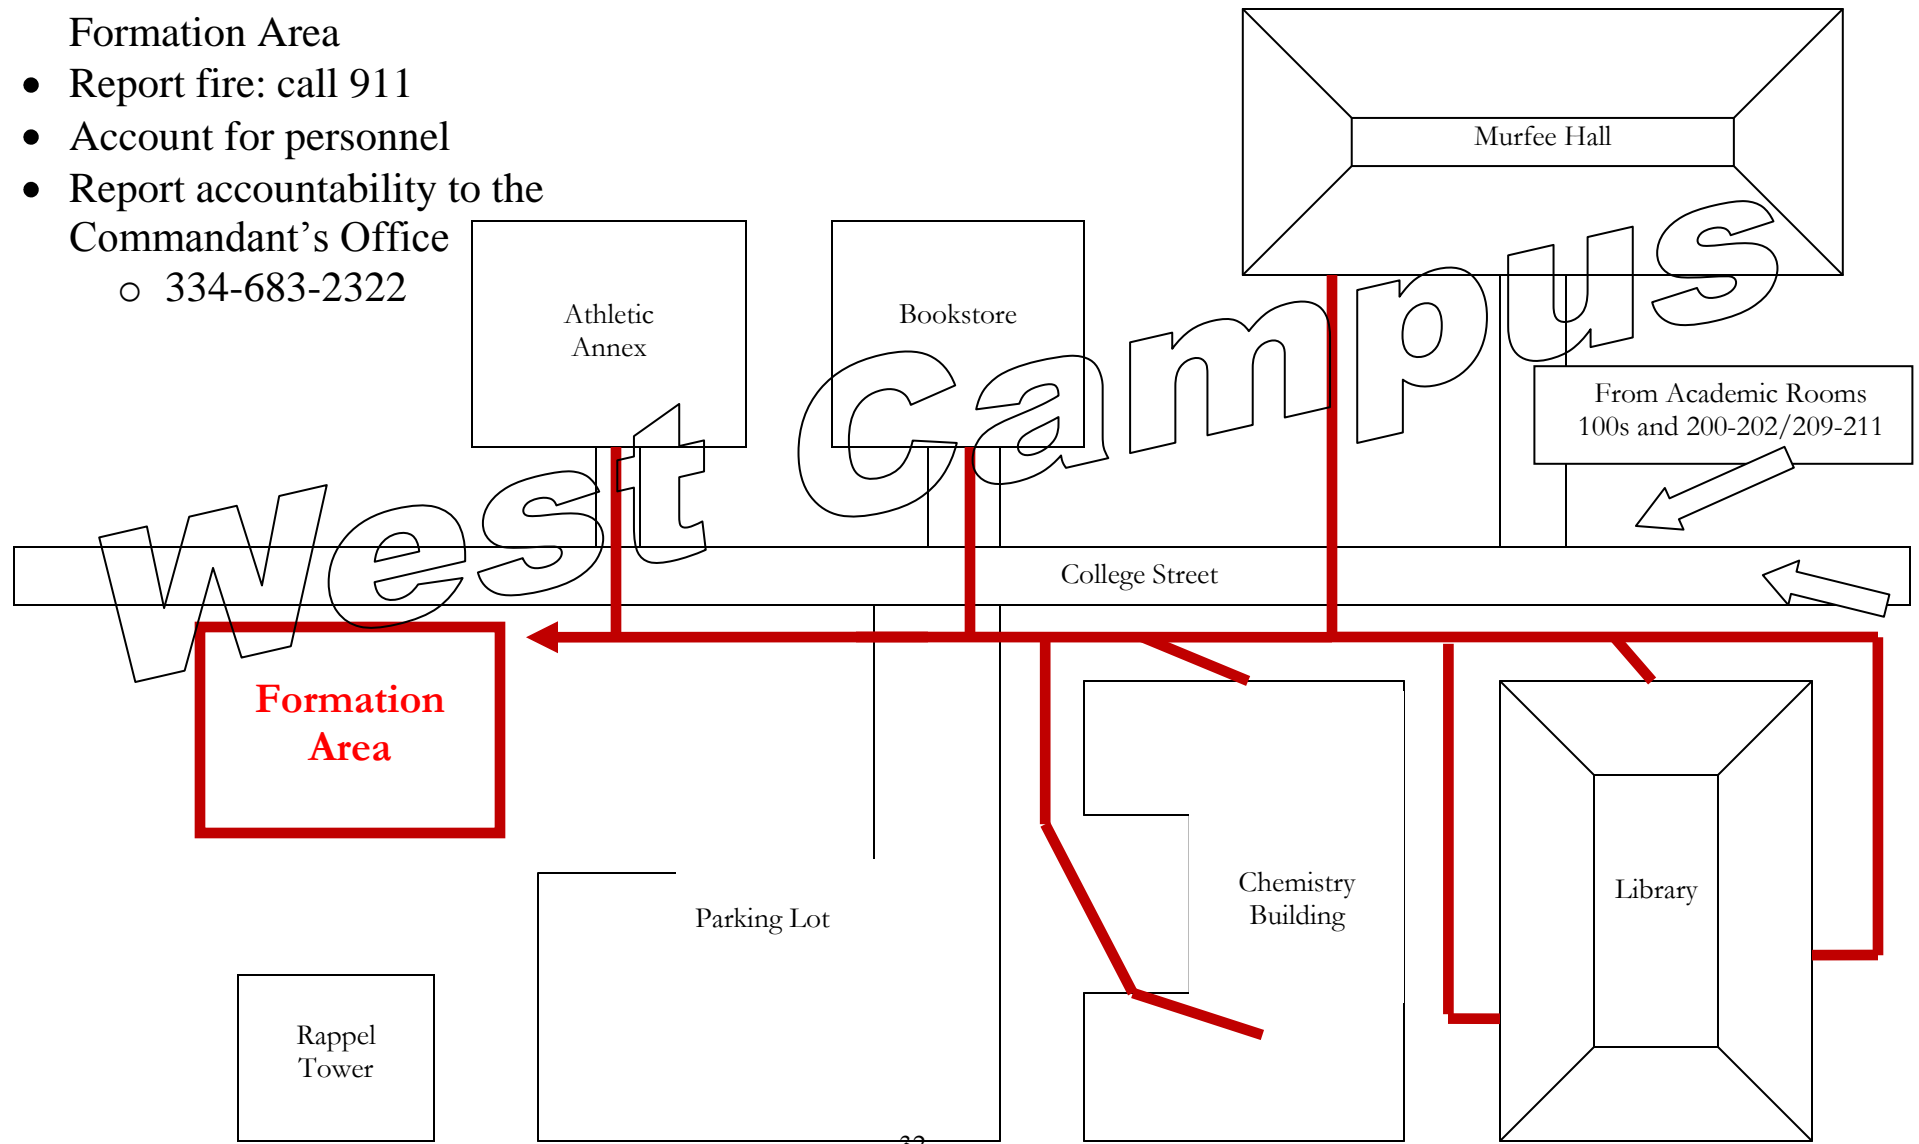 Formation Area
• Report fire: call 911
• Account for personnel
• Report accountability to the
Commandant’s Office
o 334-683-2322
Murfee Hall
Athletic
Annex
Bookstore
West Campus
From Academic Rooms
100s and 200-202/209-211
College Street
Formation
Area
Chemistry
Building
Library
Parking Lot
Rappel
Tower
32